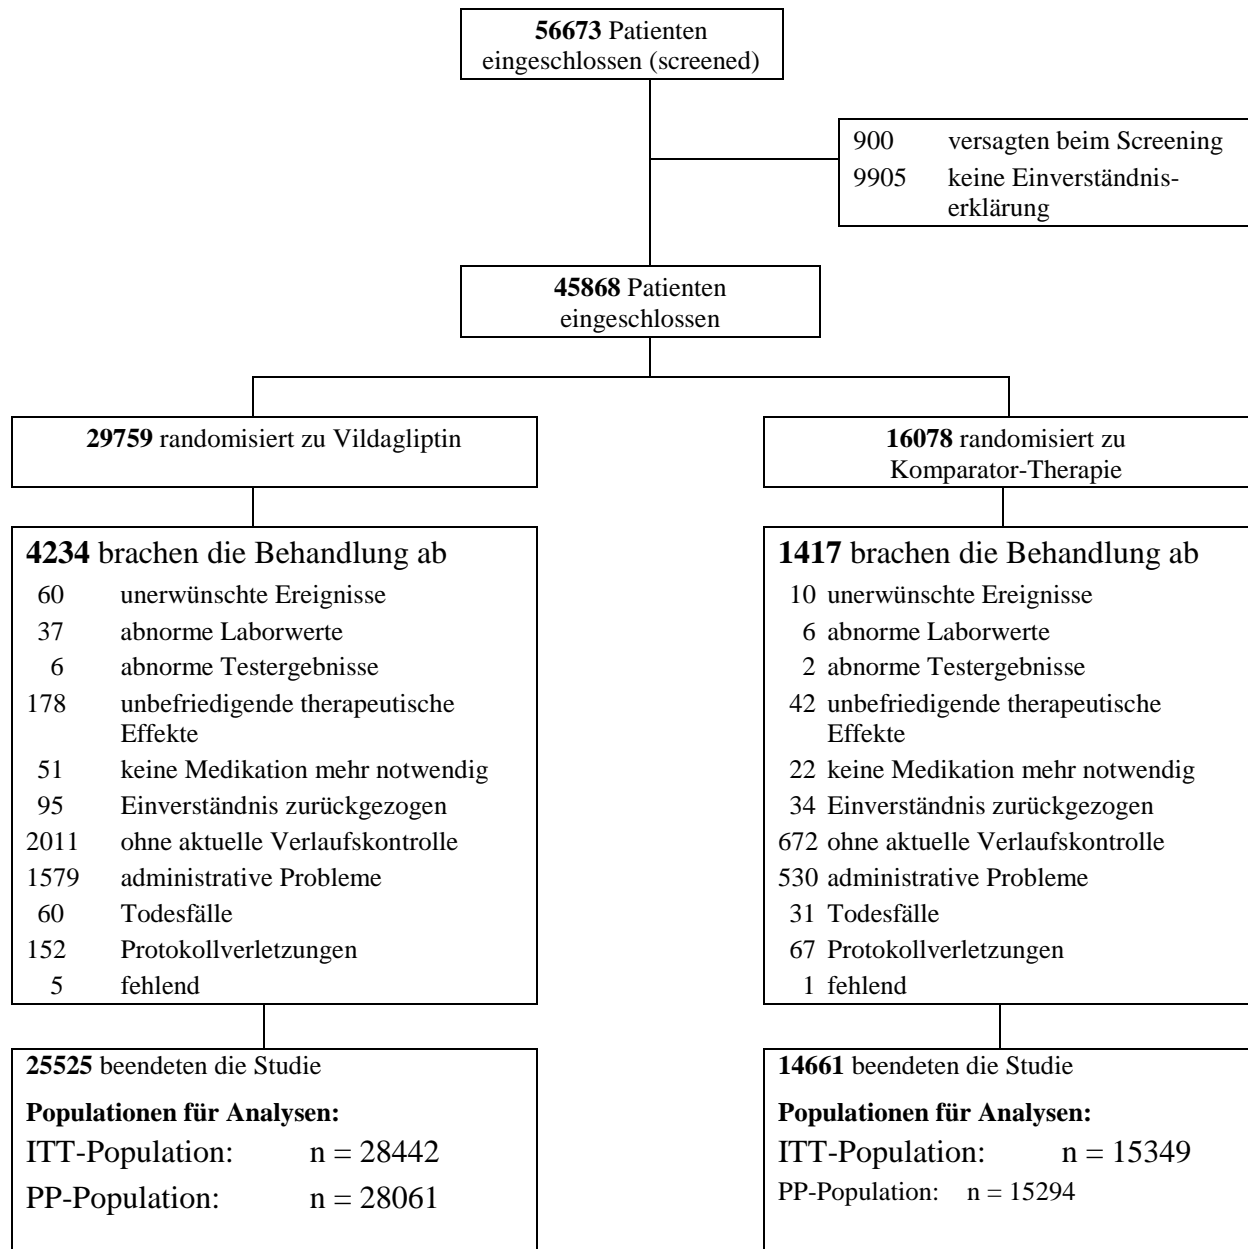 56673 Patienten
eingeschlossen (screened)
900 versagten beim Screening
9905 keine Einverständnis-
erklärung
45868 Patienten
eingeschlossen
29759 randomisiert zu Vildagliptin
16078 randomisiert zu
Komparator-Therapie
4234 brachen die Behandlung ab
60 unerwünschte Ereignisse
37 abnorme Laborwerte
6 abnorme Testergebnisse
178 unbefriedigende therapeutische
Effekte
51 keine Medikation mehr notwendig
95 Einverständnis zurückgezogen
2011 ohne aktuelle Verlaufskontrolle
1579 administrative Probleme
60 Todesfälle
152 Protokollverletzungen
5 fehlend
1417 brachen die Behandlung ab
10 unerwünschte Ereignisse
6 abnorme Laborwerte
2 abnorme Testergebnisse
42 unbefriedigende therapeutische
Effekte
22 keine Medikation mehr notwendig
34 Einverständnis zurückgezogen
672 ohne aktuelle Verlaufskontrolle
530 administrative Probleme
31 Todesfälle
67 Protokollverletzungen
1 fehlend
25525 beendeten die Studie
Populationen für Analysen:
ITT-Population: n = 28442
PP-Population: n = 28061
14661 beendeten die Studie
Populationen für Analysen:
ITT-Population: n = 15349
PP-Population: n = 15294